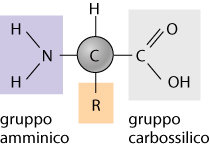 H
H O
N C C
H OH
R
gruppo gruppo
amminico carbossilico